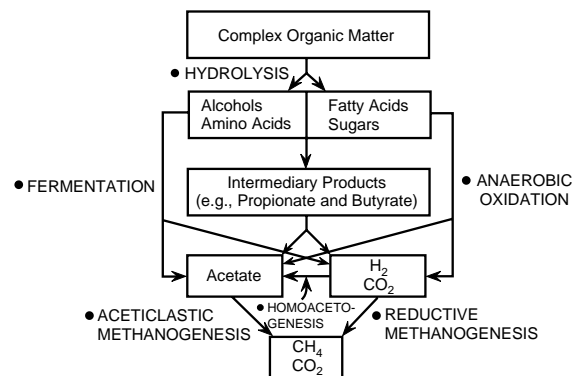 Complex Organic Matter
● HYDROLYSIS
Alcohols
Amino Acids
Fatty Acids
Sugars
● FERMENTATION
Intermediary Products
(e.g., Propionate and Butyrate)
● ANAEROBIC
OXIDATION
Acetate
H₂
CO₂
● ACETICLASTIC
METHANOGENESIS
● HOMOACETO-
GENESIS
● REDUCTIVE
METHANOGENESIS
CH₄
CO₂